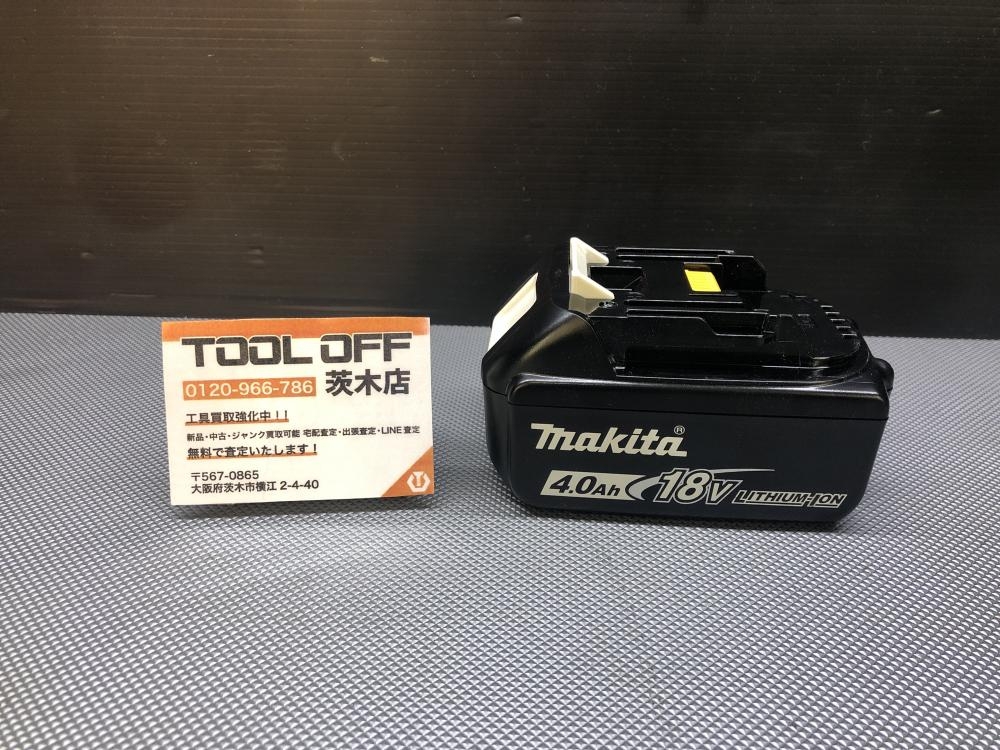 TOOL OFF
0120-966-786 茨木店
工具買取強化中！！
新品・中古・ジャンク買取可能 宅配査定・出張査定・LINE査定
無料で査定いたします！
〒567-0865
大阪府茨木市横江 2-4-40
makita®
4.0Ah 18V LITHIUM-ION